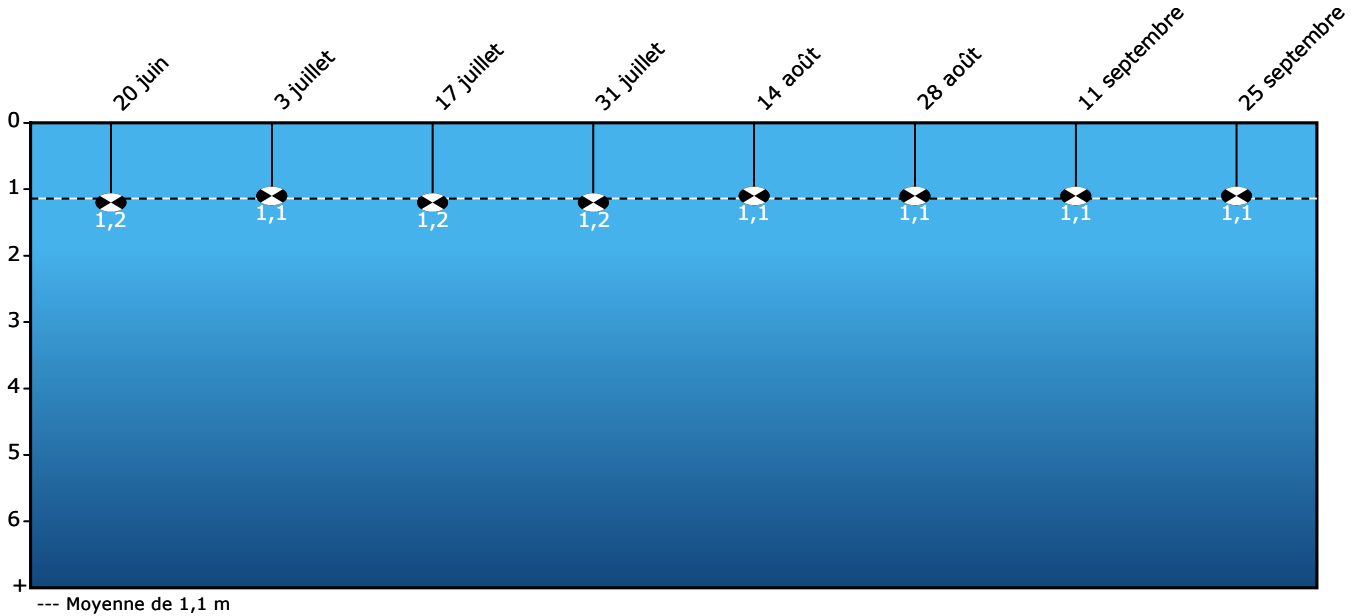 20 juin
3 juillet
17 juillet
31 juillet
14 août
28 août
11 septembre
25 septembre
0
1
1,2
1,1
1,2
1,2
1,1
1,1
1,1
1,1
2
3
4
5
6
+
--- Moyenne de 1,1 m